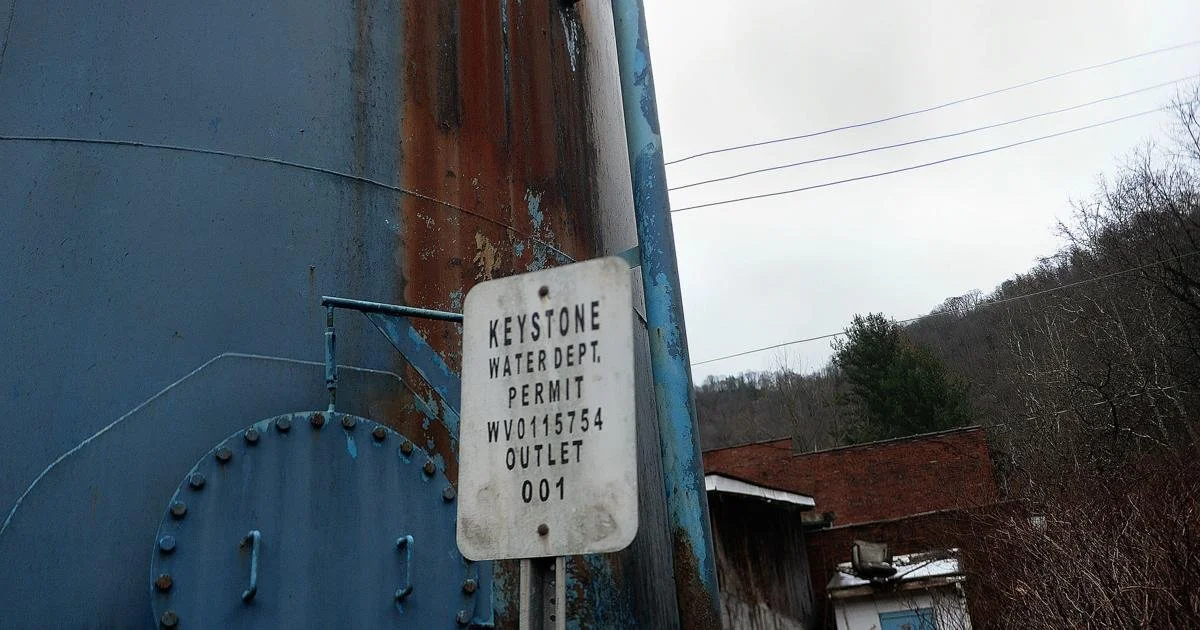 KEYSTONE
WATER DEPT.
PERMIT
WV0115754
OUTLET
001